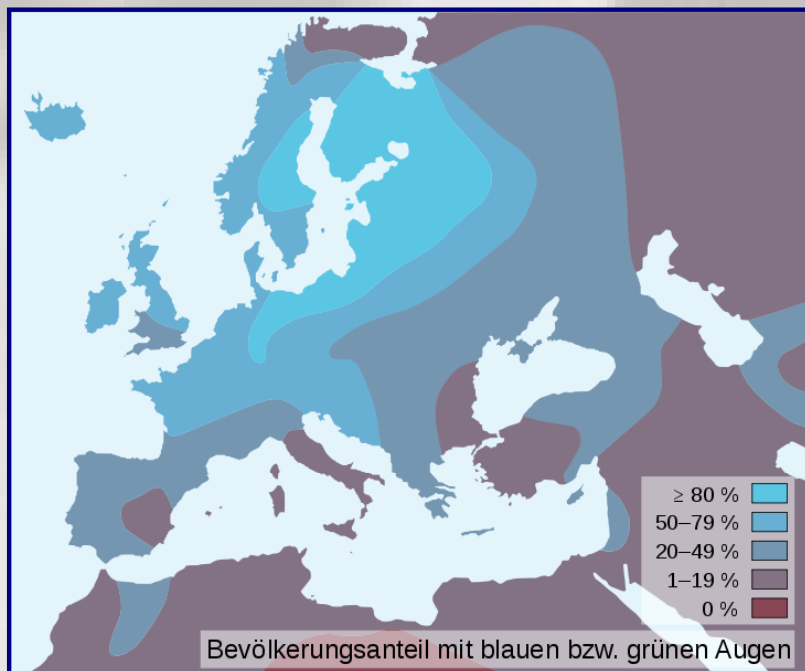 ≥ 80 %
50–79 %
20–49 %
1–19 %
0 %
Bevölkerungsanteil mit blauen bzw. grünen Augen